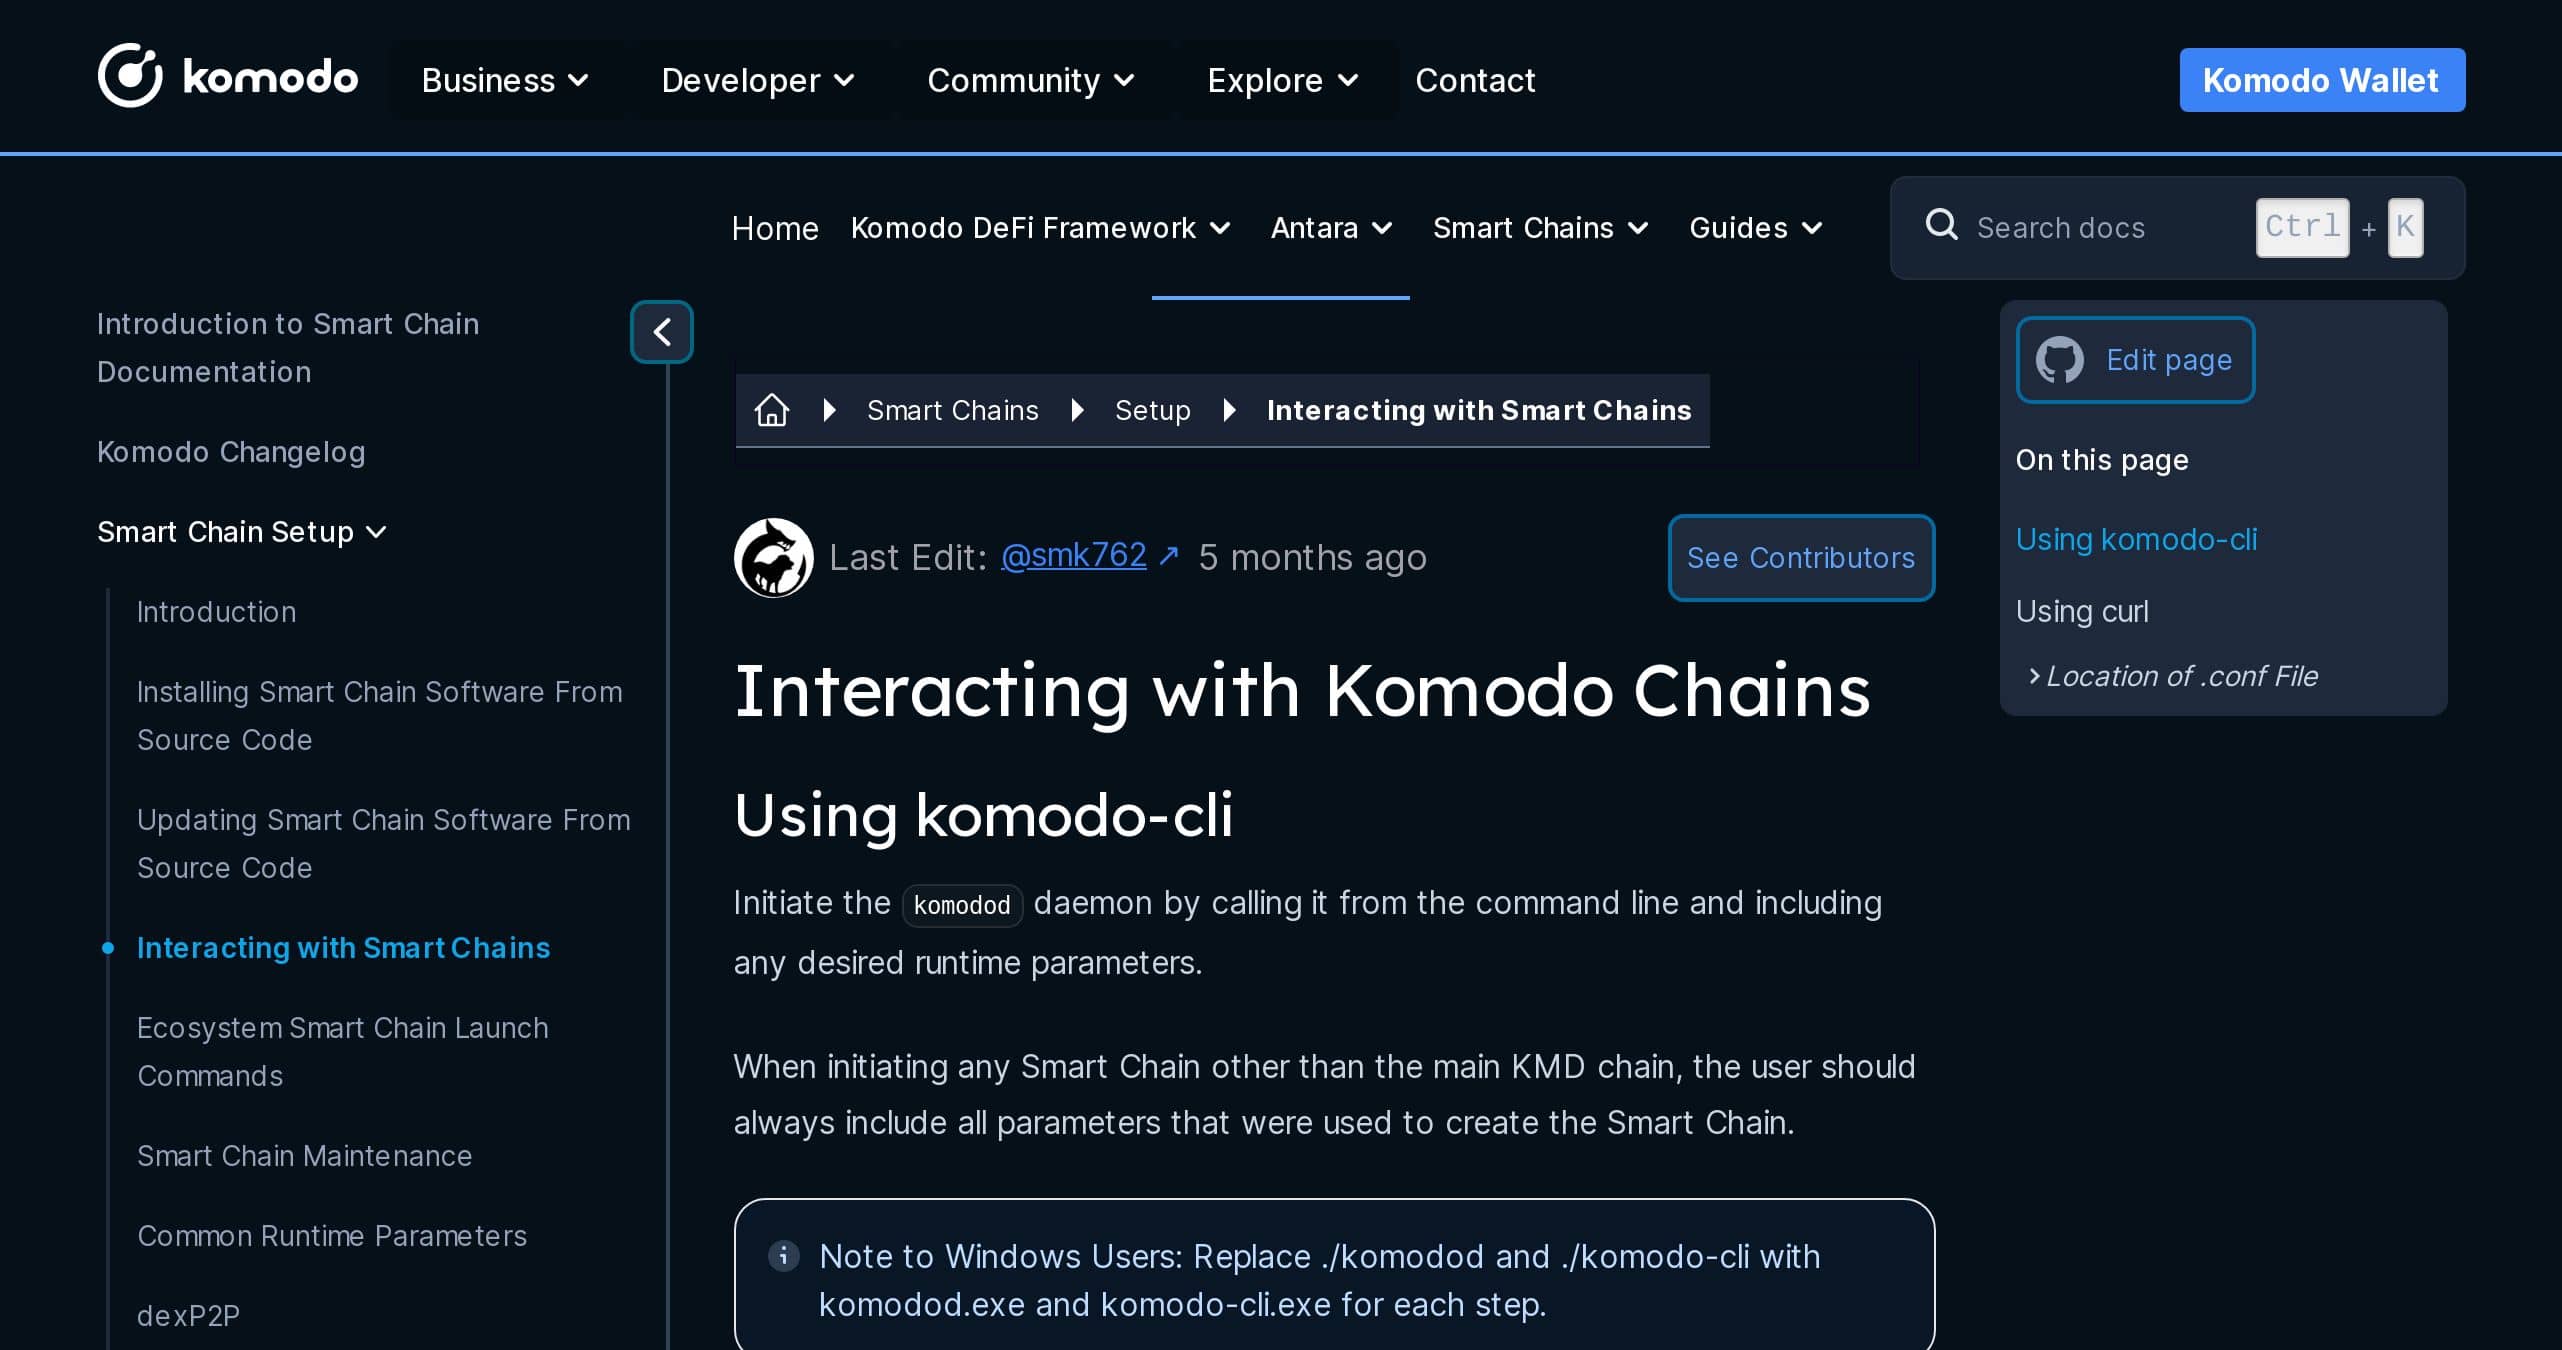 komodo
Business
Developer
Community
Explore
Contact
Komodo Wallet
Home
Komodo DeFi Framework
Antara
Smart Chains
Guides
Search docs
Ctrl + K
Introduction to Smart Chain
Documentation
Komodo Changelog
Smart Chain Setup
Introduction
Installing Smart Chain Software From
Source Code
Updating Smart Chain Software From
Source Code
Interacting with Smart Chains
Ecosystem Smart Chain Launch
Commands
Smart Chain Maintenance
Common Runtime Parameters
dexP2P
Smart Chains
Setup
Interacting with Smart Chains
Last Edit: @smk762 ↗ 5 months ago
See Contributors
Interacting with Komodo Chains
Using komodo-cli
Initiate the komodod daemon by calling it from the command line and including
any desired runtime parameters.
When initiating any Smart Chain other than the main KMD chain, the user should
always include all parameters that were used to create the Smart Chain.
Note to Windows Users: Replace ./komodod and ./komodo-cli with
komodod.exe and komodo-cli.exe for each step.
Edit page
On this page
Using komodo-cli
Using curl
Location of .conf File